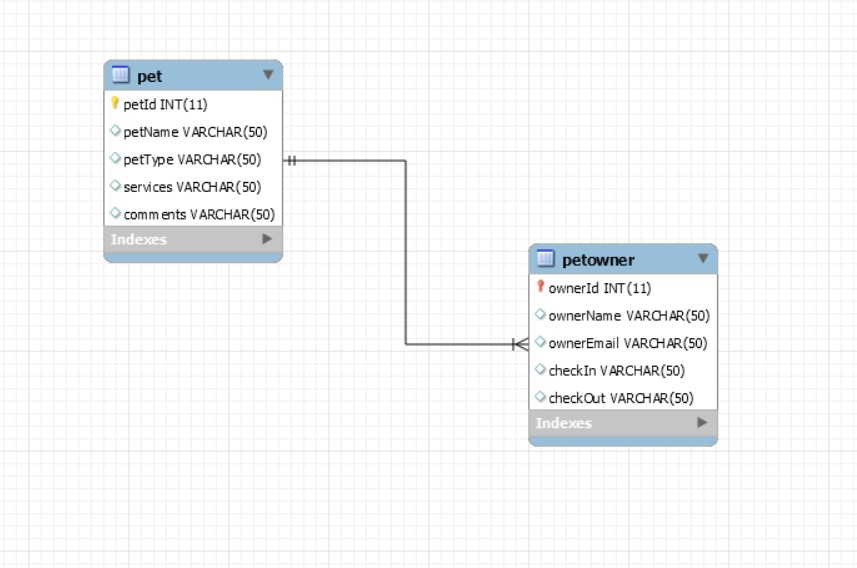 pet
petId INT(11)
petName VARCHAR(50)
petType VARCHAR(50)
services VARCHAR(50)
comments VARCHAR(50)
Indexes
petowner
ownerId INT(11)
ownerName VARCHAR(50)
ownerEmail VARCHAR(50)
checkIn VARCHAR(50)
checkOut VARCHAR(50)
Indexes